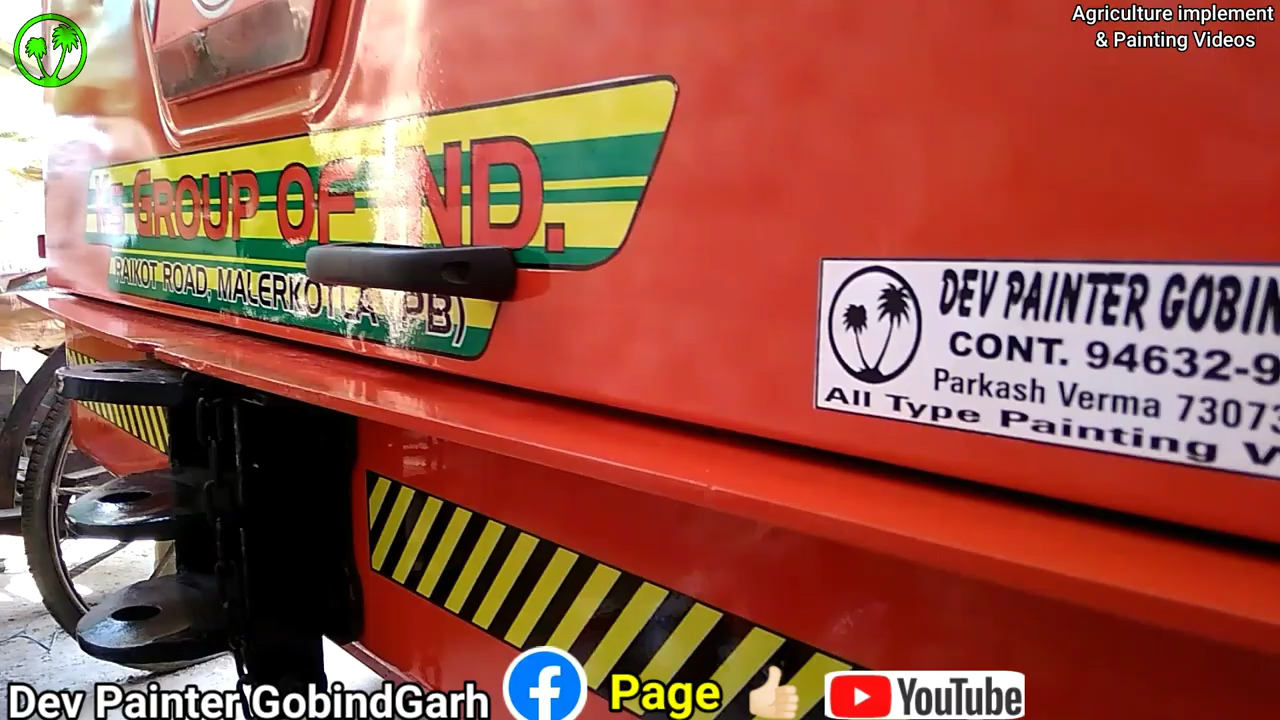 Agriculture implement
& Painting Videos
GROUP OF IND.
RAIKOT ROAD, MALERKOTLA (PB)
DEV PAINTER GOBIN
CONT. 94632-9
Parkash Verma 73073
All Type Painting W
Dev Painter GobindGarh
Page
YouTube